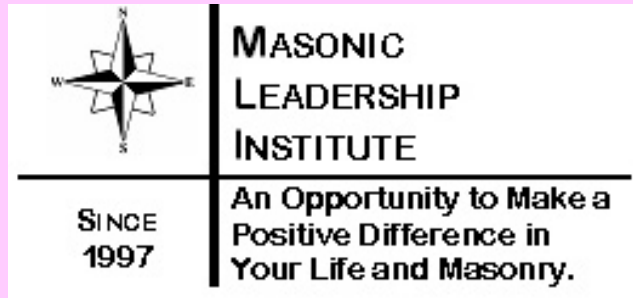 N
W E
S
MASONIC
LEADERSHIP
INSTITUTE
SINCE
1997
An Opportunity to Make a
Positive Difference in
Your Life and Masonry.